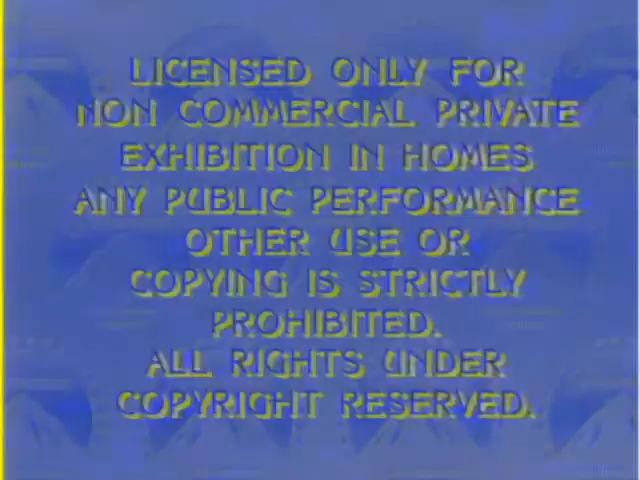 LICENSED ONLY FOR
NON COMMERCIAL PRIVATE
EXHIBITION IN HOMES
ANY PUBLIC PERFORMANCE
OTHER USE OR
COPYING IS STRICTLY
PROHIBITED.
ALL RIGHTS UNDER
COPYRIGHT RESERVED.